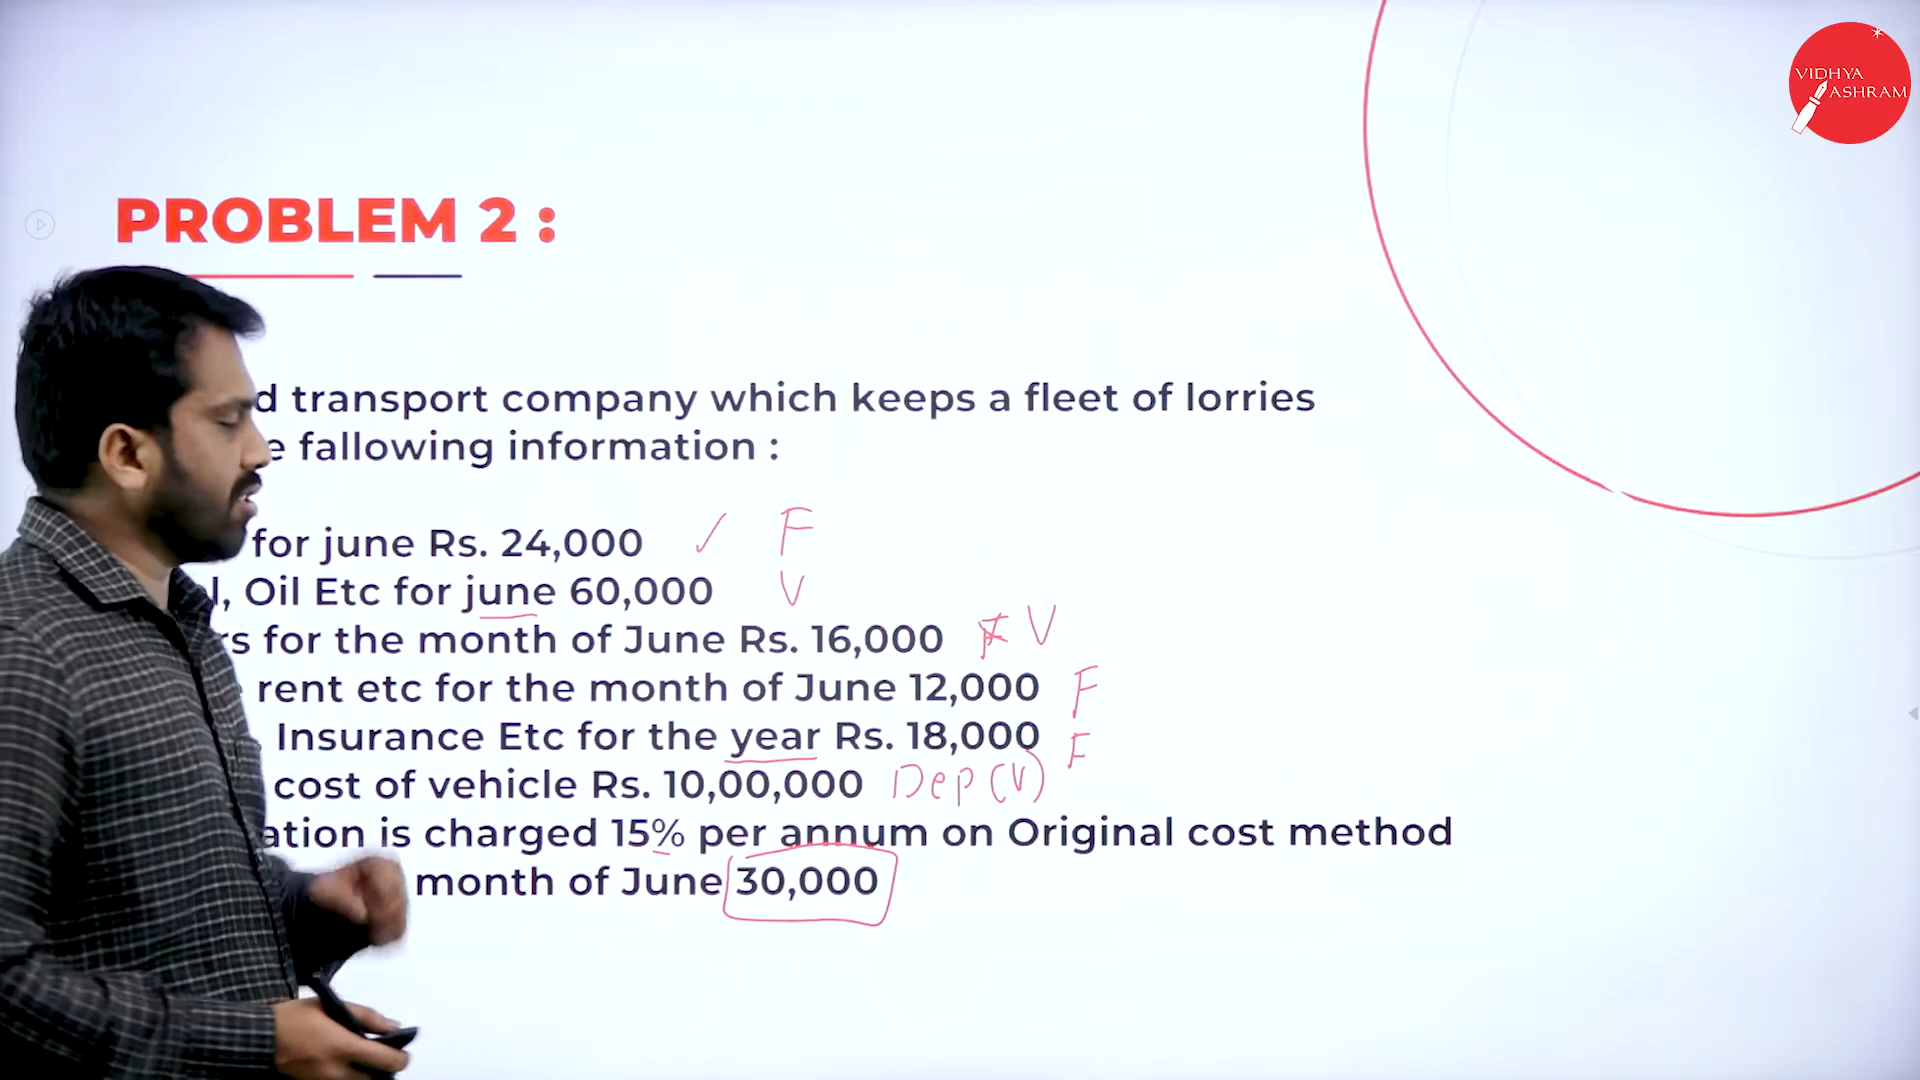 VIDHYA
ASHRAM
PROBLEM 2 :
transport company which keeps a fleet of lorries
fallowing information :
for june Rs. 24,000 ✓ F
Oil Etc for june 60,000 V
for the month of June Rs. 16,000 V
rent etc for the month of June 12,000 F
Insurance Etc for the year Rs. 18,000 F
cost of vehicle Rs. 10,00,000 Dep (V)
is charged 15% per annum on Original cost method
month of June 30,000